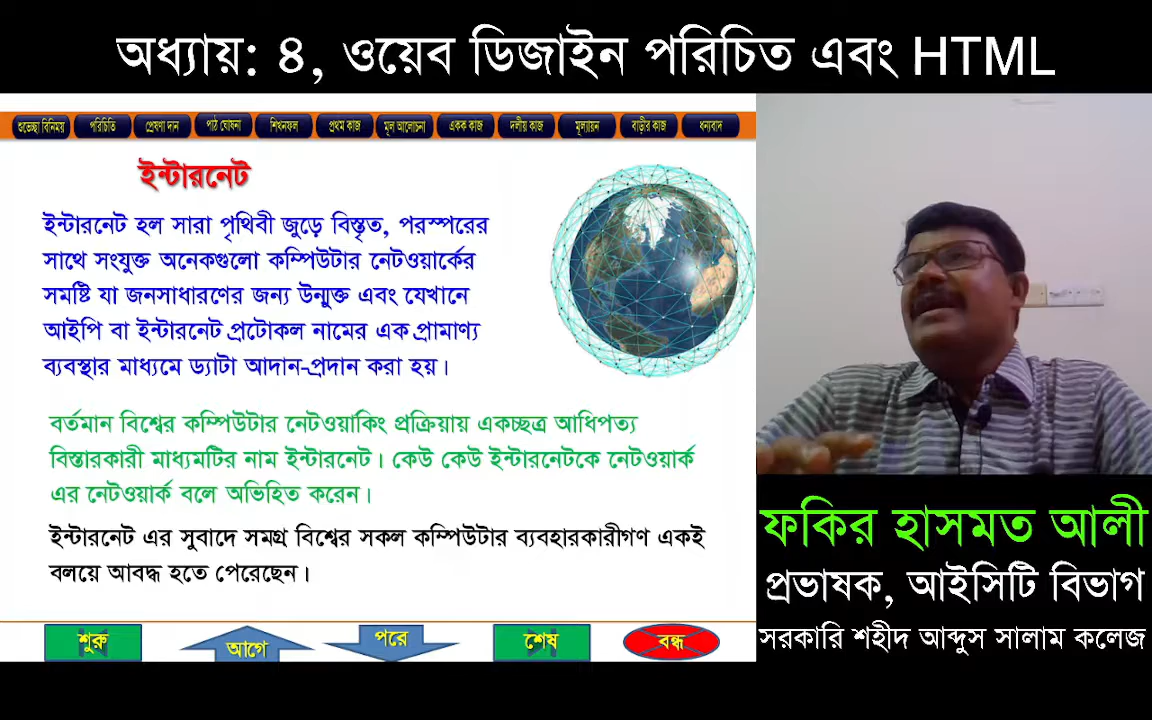 অধ্যায়: ৪, ওয়েব ডিজাইন পরিচিত এবং HTML
শুভেচ্ছা বিনিময় পরিচিতি প্রেষণা দান পাঠ ঘোষনা শিখনফল প্রথম কাজ মূল আলোচনা একক কাজ দলীয় কাজ মূল্যায়ন বাড়ীর কাজ ধন্যবাদ
ইন্টারনেট
ইন্টারনেট হল সারা পৃথিবী জুড়ে বিস্তৃত, পরস্পরের
সাথে সংযুক্ত অনেকগুলো কম্পিউটার নেটওয়ার্কের
সমষ্টি যা জনসাধারণের জন্য উন্মুক্ত এবং যেখানে
আইপি বা ইন্টারনেট প্রটোকল নামের এক প্রামাণ্য
ব্যবস্থার মাধ্যমে ড্যাটা আদান-প্রদান করা হয়।
বর্তমান বিশ্বের কম্পিউটার নেটওয়ার্কিং প্রক্রিয়ায় একচ্ছত্র আধিপত্য
বিস্তারকারী মাধ্যমটির নাম ইন্টারনেট। কেউ কেউ ইন্টারনেটকে নেটওয়ার্ক
এর নেটওয়ার্ক বলে অভিহিত করেন।
ইন্টারনেট এর সুবাদে সমগ্র বিশ্বের সকল কম্পিউটার ব্যবহারকারীগণ একই
বলয়ে আবদ্ধ হতে পেরেছেন।
শুরু আগে পরে শেষ বন্ধ
ফকির হাসমত আলী
প্রভাষক, আইসিটি বিভাগ
সরকারি শহীদ আব্দুস সালাম কলেজ